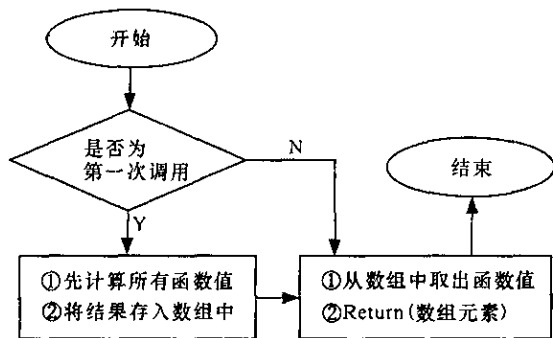 开始
是否为
第一次调用
N
Y
结束
①先计算所有函数值
②将结果存入数组中
①从数组中取出函数值
②Return(数组元素)